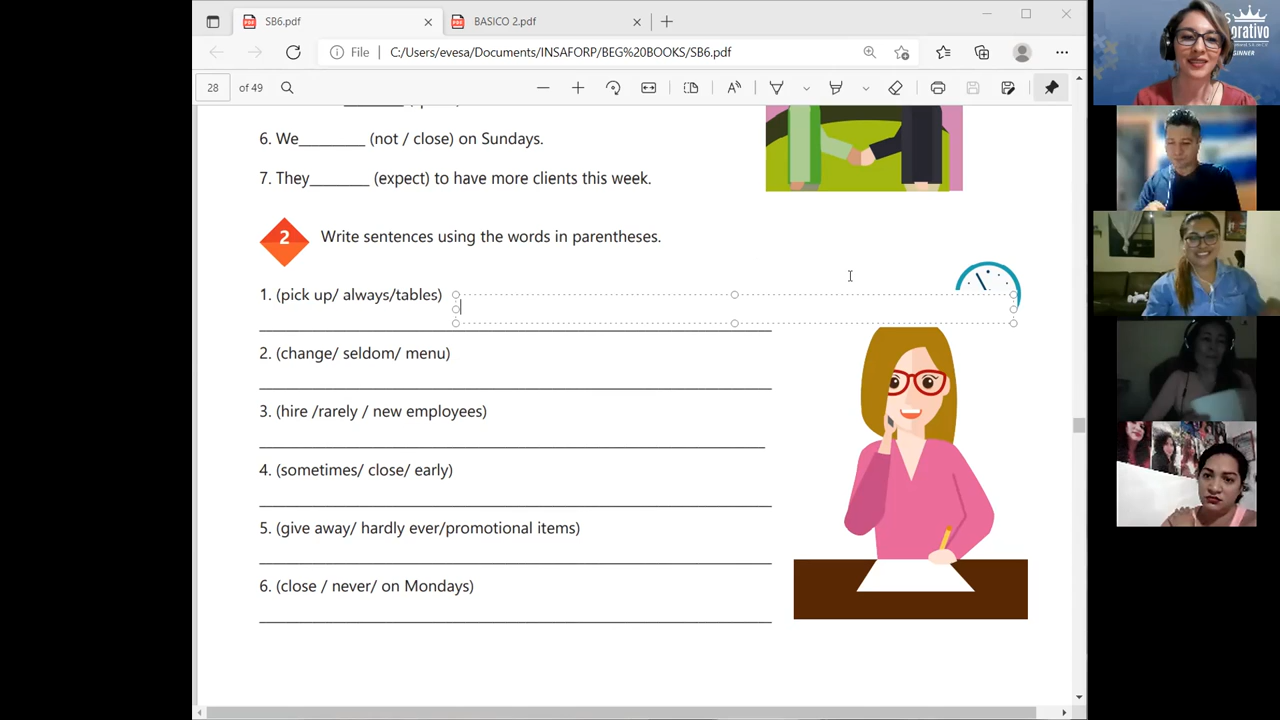 SB6.pdf
BASICO 2.pdf
File
C:/Users/evesa/Documents/INSAFORP/BEG%20BOOKS/SB6.pdf
28 of 49
6. We________ (not / close) on Sundays.
7. They_______ (expect) to have more clients this week.
2 Write sentences using the words in parentheses.
1. (pick up/ always/tables)
2. (change/ seldom/ menu)
3. (hire /rarely / new employees)
4. (sometimes/ close/ early)
5. (give away/ hardly ever/promotional items)
6. (close / never/ on Mondays)
orativo